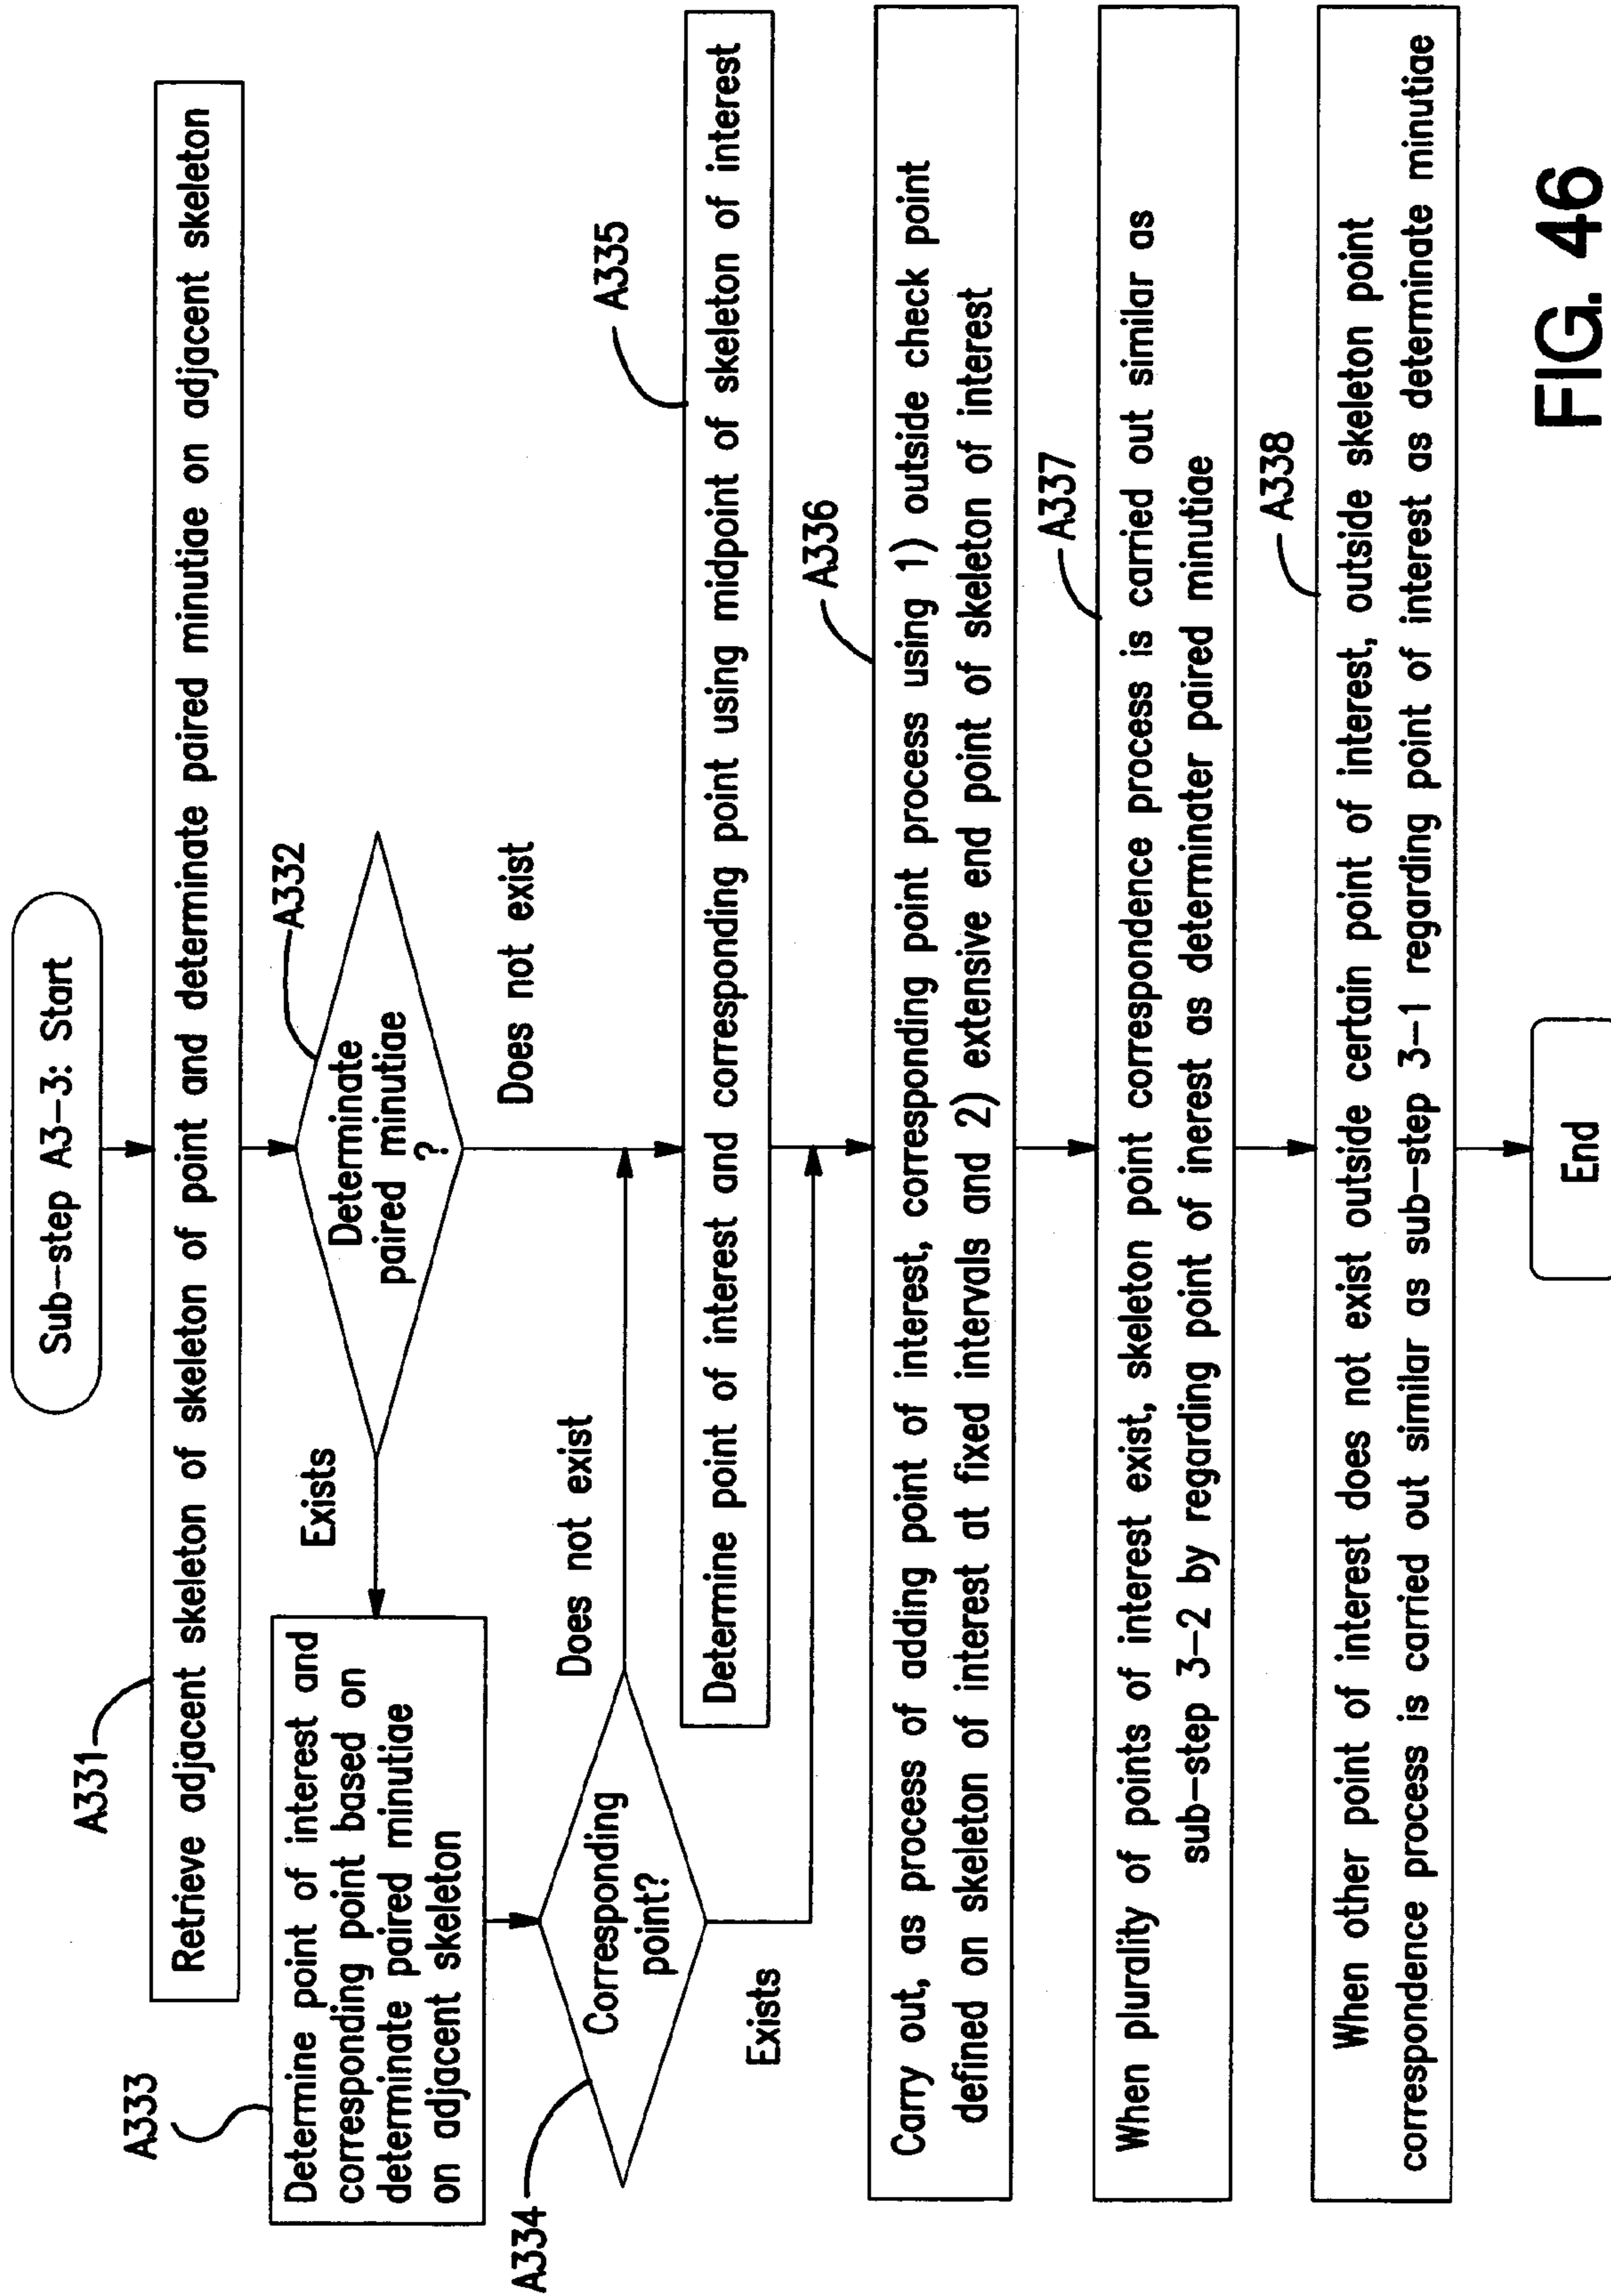 Sub-step A3-3: Start
A331
Retrieve adjacent skeleton of skeleton of point and determinate paired minutiae on adjacent skeleton
A332
Determinate
paired minutiae
?
Exists
Does not exist
A333
Determine point of interest and
corresponding point based on
determinate paired minutiae
on adjacent skeleton
A334
Corresponding
point?
Does not exist
Exists
A335
Determine point of interest and corresponding point using midpoint of skeleton of interest
A336
Carry out, as process of adding point of interest, corresponding point process using 1) outside check point
defined on skeleton of interest at fixed intervals and 2) extensive end point of skeleton of interest
A337
When plurality of points of interest exist, skeleton point correspondence process is carried out similar as
sub-step 3-2 by regarding point of inerest as determinater paired minutiae
A338
When other point of interest does not exist outside certain point of interest, outside skeleton point
correspondence process is carried out similar as sub-step 3-1 regarding point of interest as determinate minutiae
End
FIG. 46